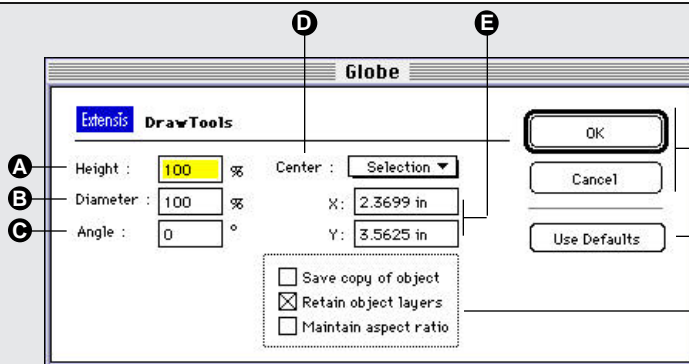 D E
Globe
Extensis DrawTools
A Height : 100 % Center : Selection OK
B Diameter : 100 % X: 2.3699 in Cancel
C Angle : 0 ° Y: 3.5625 in Use Defaults
Save copy of object
Retain object layers
Maintain aspect ratio